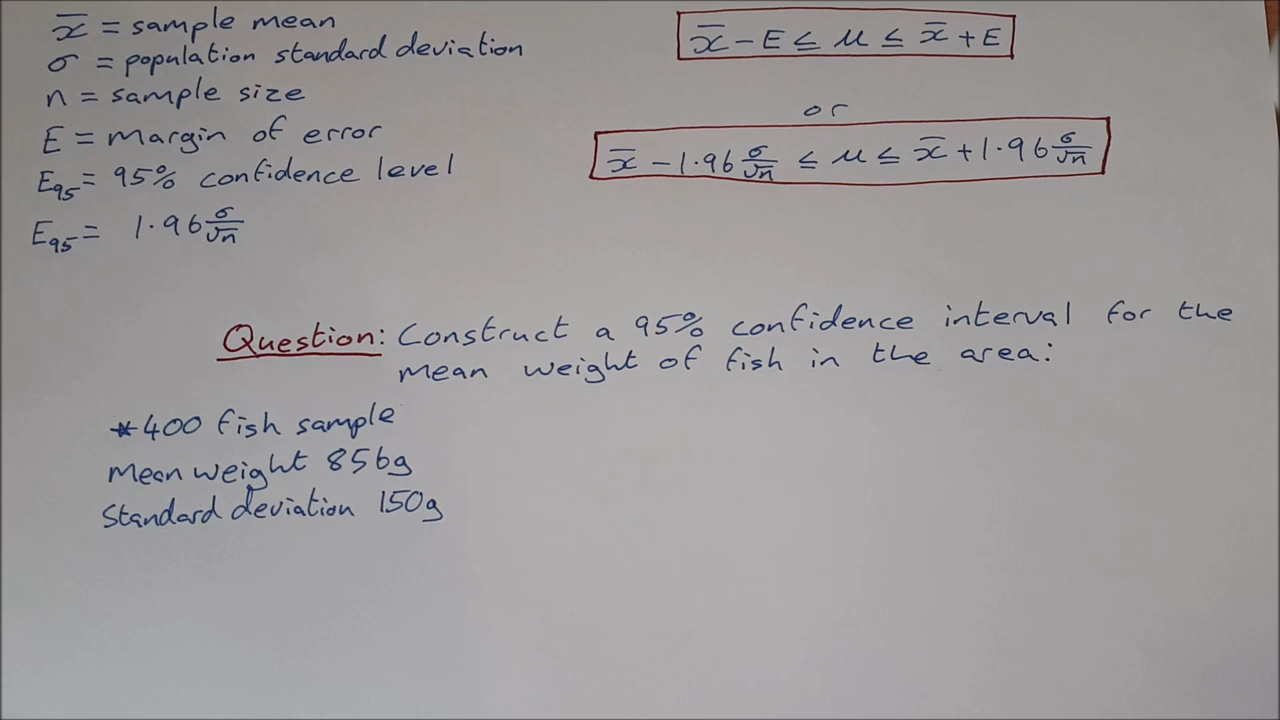 x̄ = sample mean
σ = population standard deviation
n = sample size
E = margin of error
E₉₅ = 95% confidence level
E₉₅ = 1.96 σ/√n
x̄ - E ≤ μ ≤ x̄ + E
or
x̄ - 1.96 σ/√n ≤ μ ≤ x̄ + 1.96 σ/√n
Question: Construct a 95% confidence interval for the
mean weight of fish in the area:
*400 fish sample
Mean weight 856g
Standard deviation 150g